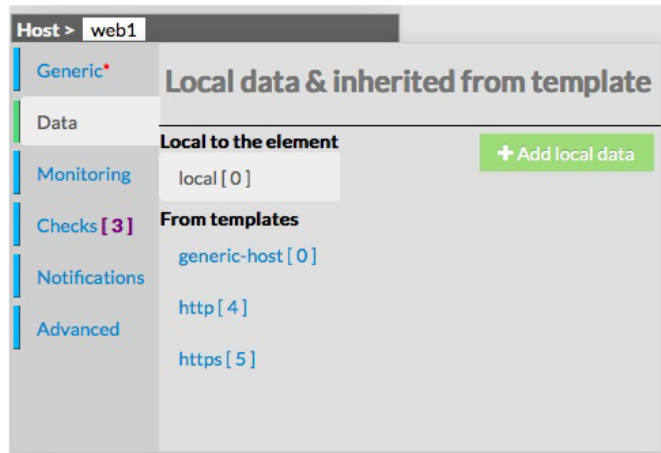 Host > web1
Generic*
Data
Monitoring
Checks [ 3 ]
Notifications
Advanced
Local data & inherited from template
Local to the element
+ Add local data
local [ 0 ]
From templates
generic-host [ 0 ]
http [ 4 ]
https [ 5 ]